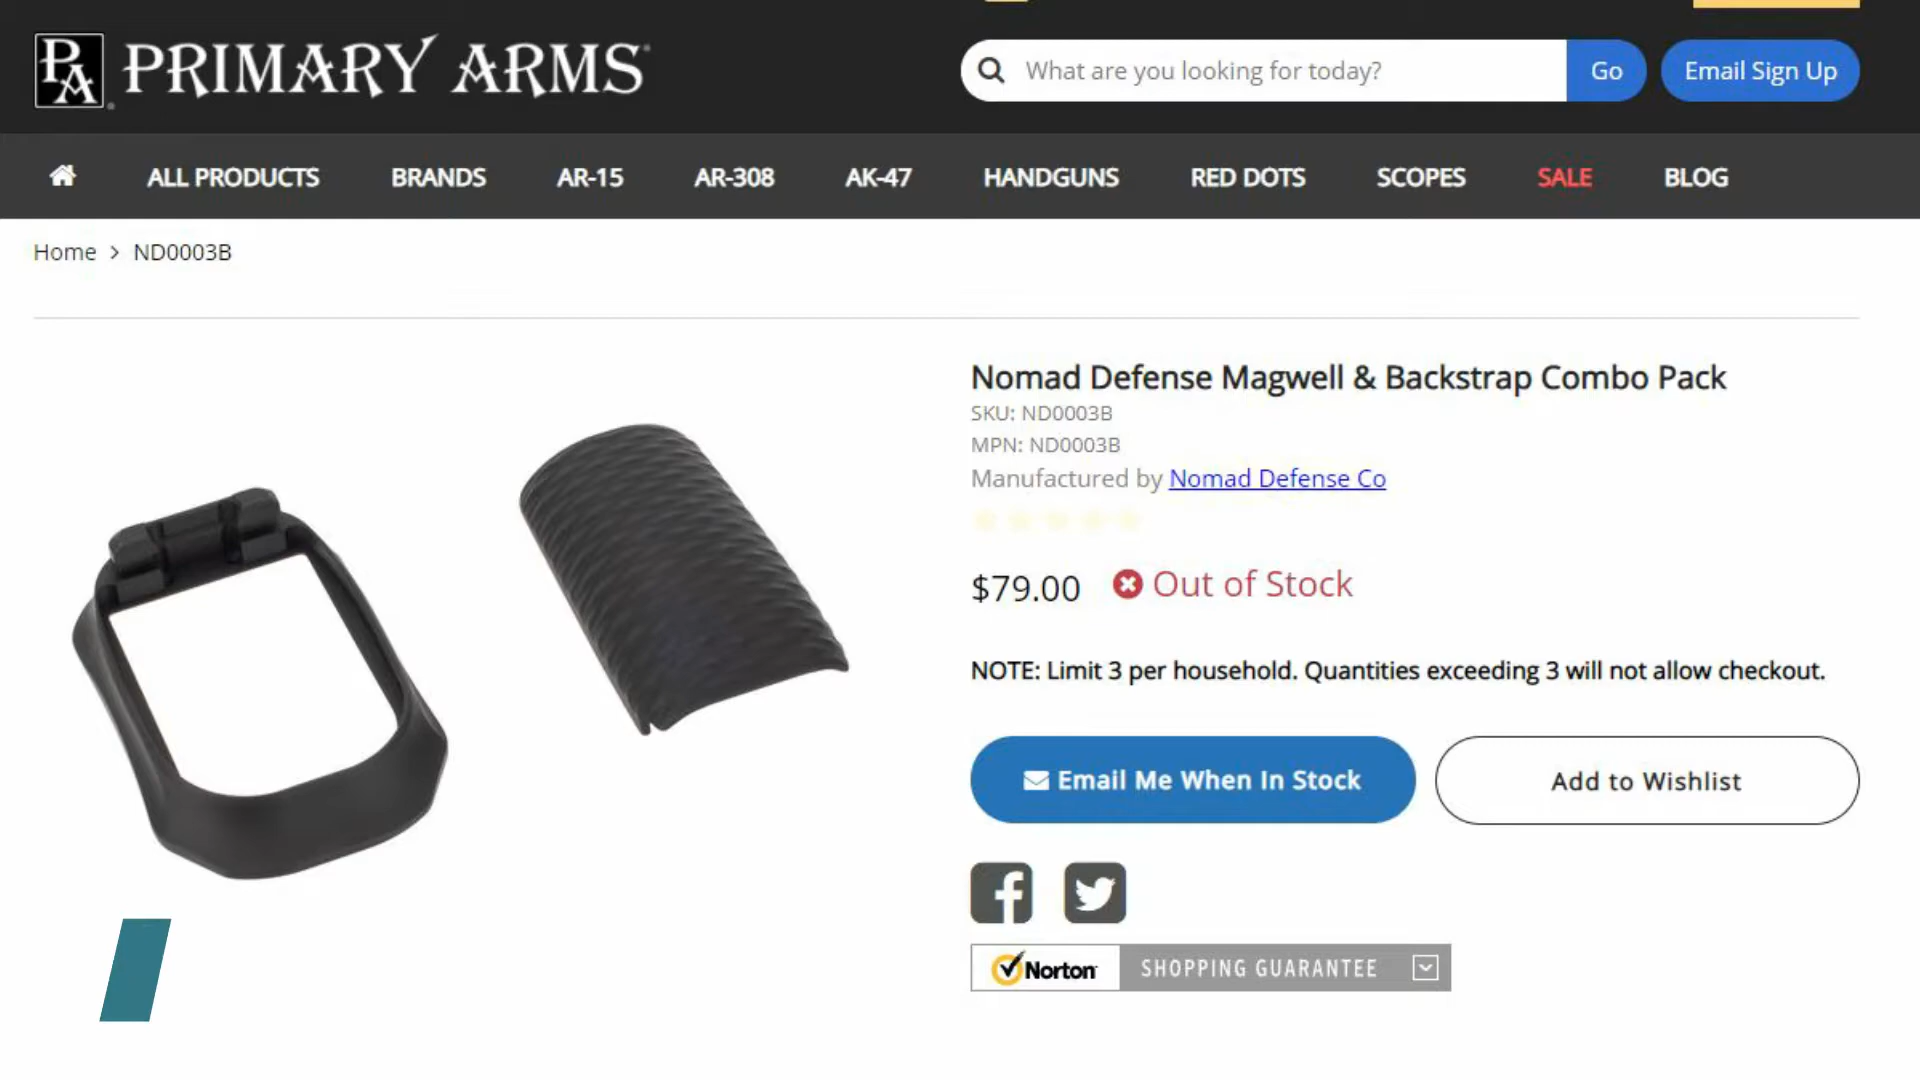 PA PRIMARY ARMS
What are you looking for today?
Go
Email Sign Up
ALL PRODUCTS
BRANDS
AR-15
AR-308
AK-47
HANDGUNS
RED DOTS
SCOPES
SALE
BLOG
Home > ND0003B
Nomad Defense Magwell & Backstrap Combo Pack
SKU: ND0003B
MPN: ND0003B
Manufactured by Nomad Defense Co
$79.00
Out of Stock
NOTE: Limit 3 per household. Quantities exceeding 3 will not allow checkout.
Email Me When In Stock
Add to Wishlist
Norton
SHOPPING GUARANTEE